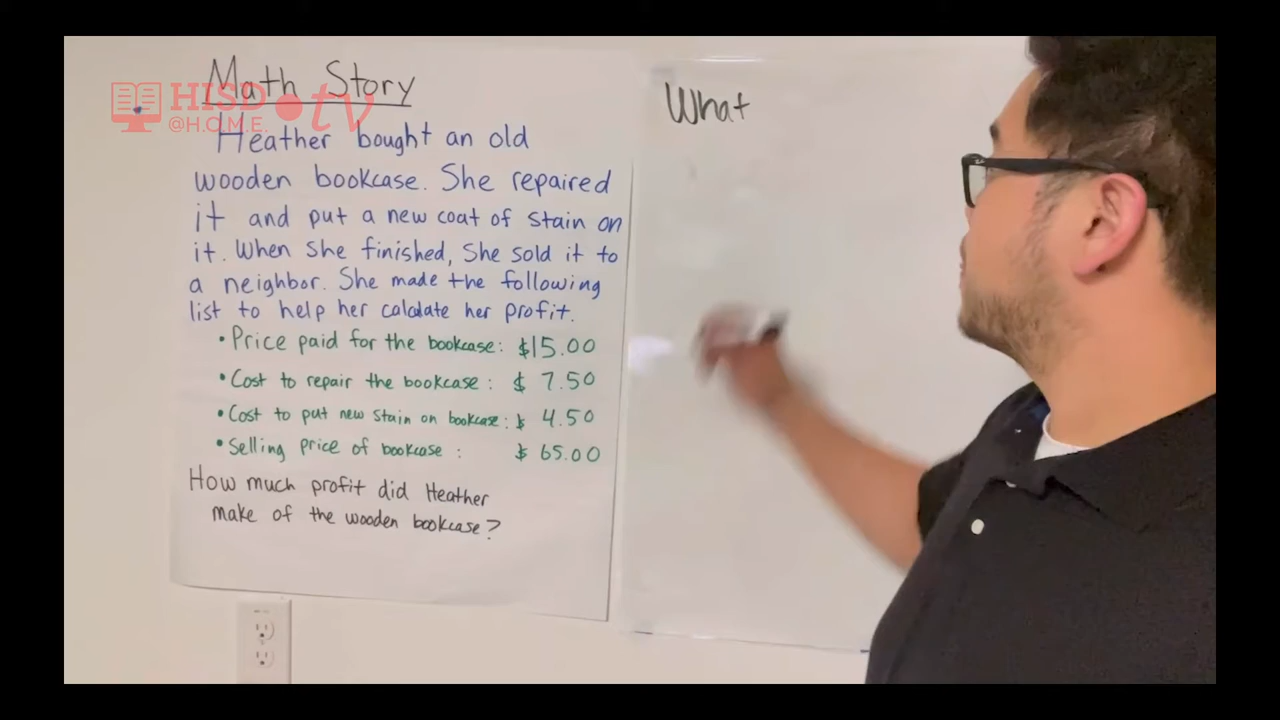 Math Story
HISD tv
@H.O.M.E.
Heather bought an old
wooden bookcase. She repaired
it and put a new coat of stain on
it. When she finished, She sold it to
a neighbor. She made the following
list to help her calculate her profit.
• Price paid for the bookcase: $15.00
• Cost to repair the bookcase: $ 7.50
• Cost to put new stain on bookcase: $ 4.50
• Selling price of bookcase : $ 65.00
How much profit did Heather
make of the wooden bookcase?
What